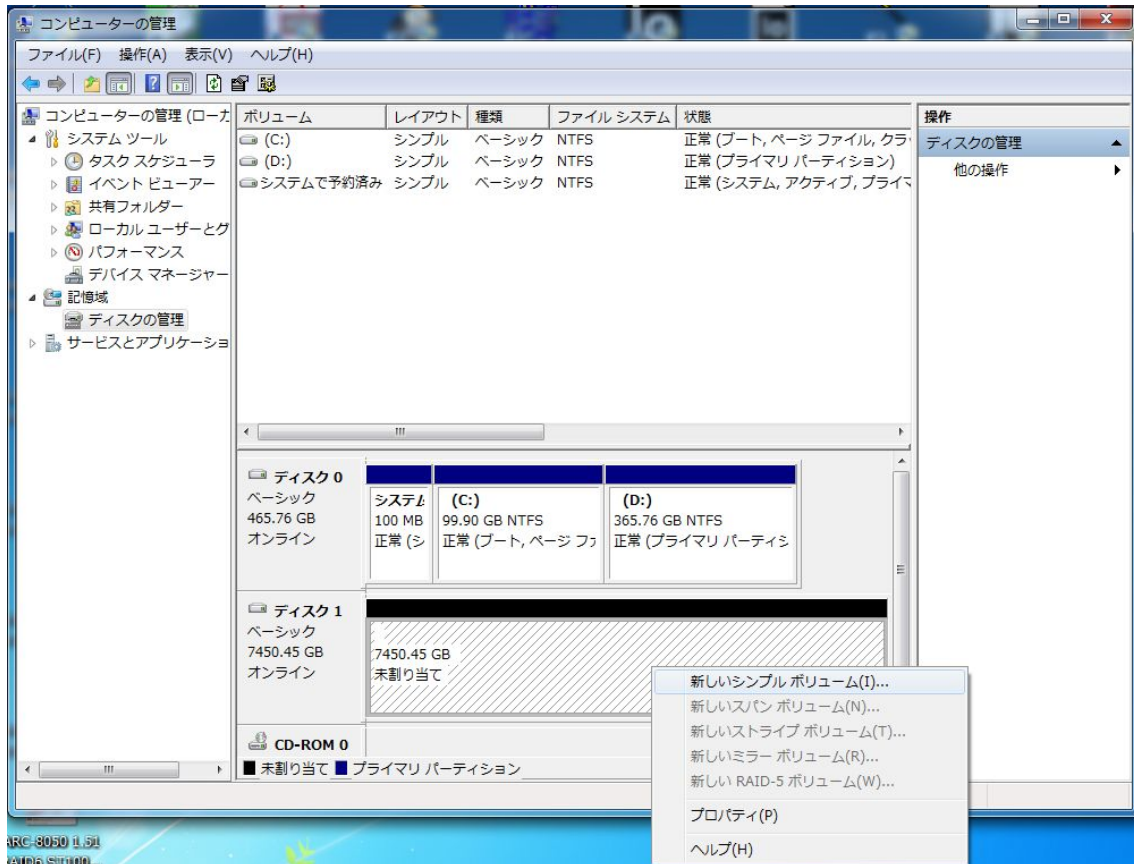 コンピューターの管理
ファイル(F) 操作(A) 表示(V) ヘルプ(H)
コンピューターの管理 (ローカ
システム ツール
タスク スケジューラ
イベント ビューアー
共有フォルダー
ローカル ユーザーとグ
パフォーマンス
デバイス マネージャー
記憶域
ディスクの管理
サービスとアプリケーショ
ボリューム レイアウト 種類 ファイル システム 状態
(C:) シンプル ベーシック NTFS 正常 (ブート, ページ ファイル, クラ
(D:) シンプル ベーシック NTFS 正常 (プライマリ パーティション)
システムで予約済み シンプル ベーシック NTFS 正常 (システム, アクティブ, プライマ
操作
ディスクの管理
他の操作
ディスク 0
ベーシック
465.76 GB
オンライン
システム
100 MB
正常 (シ
(C:)
99.90 GB NTFS
正常 (ブート, ページ ファ
(D:)
365.76 GB NTFS
正常 (プライマリ パーティシ
ディスク 1
ベーシック
7450.45 GB
オンライン
7450.45 GB
未割り当て
CD-ROM 0
未割り当て プライマリ パーティション
新しいシンプル ボリューム(I)...
新しいスパン ボリューム(N)...
新しいストライプ ボリューム(T)...
新しいミラー ボリューム(R)...
新しい RAID-5 ボリューム(W)...
プロパティ(P)
ヘルプ(H)
ARC-8050 1.51